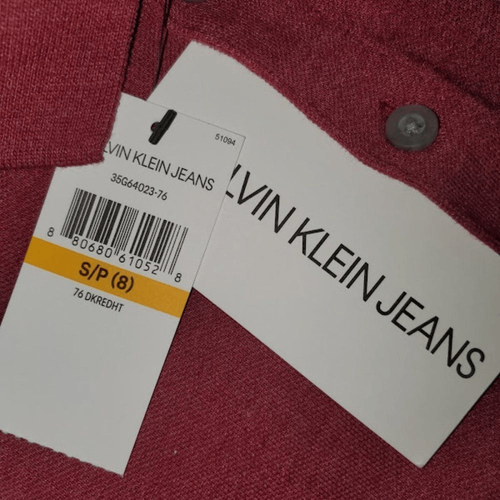 51094
LVIN KLEIN JEANS
35G64023-76
8 80680 61052 8
S/P (8)
76 DKREDHT
LVIN KLEIN JEANS